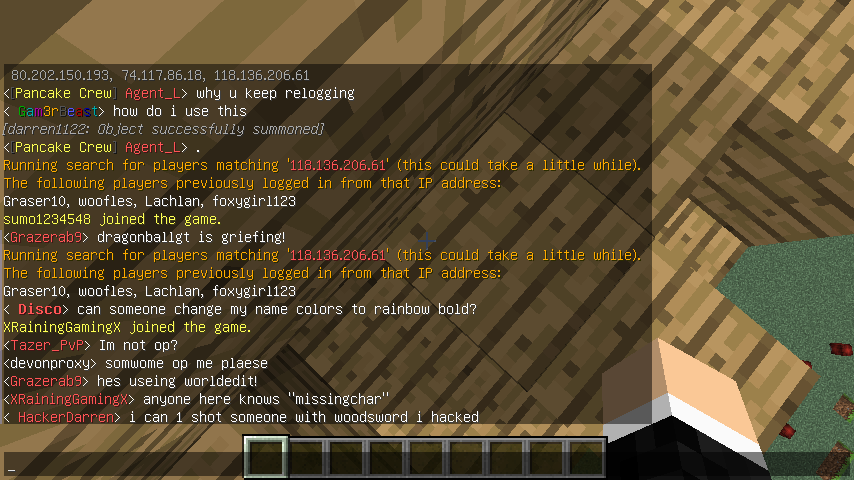 80.202.150.193, 74.117.86.18, 118.136.206.61
<[Pancake Crew] Agent_L> why u keep relogging
< Gam3rBeast> how do i use this
[darren1122: Object successfully summoned]
<[Pancake Crew] Agent_L> .
Running search for players matching '118.136.206.61' (this could take a little while).
The following players previously logged in from that IP address:
Graser10, woofles, Lachlan, foxygirl123
sumo1234548 joined the game.
<Grazerab9> dragonballgt is griefing!
Running search for players matching '118.136.206.61' (this could take a little while).
The following players previously logged in from that IP address:
Graser10, woofles, Lachlan, foxygirl123
< Disco> can someone change my name colors to rainbow bold?
XRainingGamingX joined the game.
<Tazer_PvP> Im not op?
<devonproxy> somwome op me plaese
<Grazerab9> hes useing worldedit!
<XRainingGamingX> anyone here knows "missingchar"
< HackerDarren> i can 1 shot someone with woodsword i hacked
_